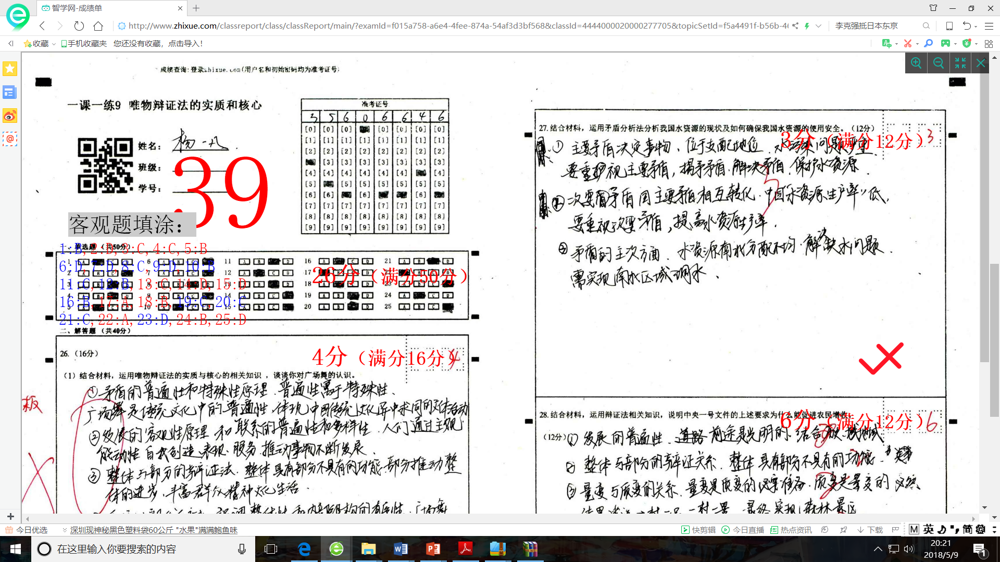 智学网-成绩单
http://www.zhixue.com/classreport/class/classReport/main/?examId=f015a758-a6e4-4fee-874a-54af3d3bf568&classId=4444000020000277705&topicSetId=f5a4491f-b56b-4
李克强抵日本东京
收藏
手机收藏夹
您还没有收藏，点击导入！
成绩查询:登录zhixue.com(用户名和初始密码均为准考证号)
一课一练9 唯物辩证法的实质和核心
姓名：
班级：
学号：
39
准考证号
3 5 6 0 6 6 4 6
客观题填涂：
一、单选题（共50分）
1:B,2:D,3:C,4:C,5:B
6:D,7:D,8:C,9:D,10:B
11:C,12:B,13:C,14:D,15:D
16:B,17:A,18:B,19:C,20:C
21:C,22:A,23:D,24:B,25:D
26分（满分50分）
二、解答题（共40分）
26.（16分）
4分（满分16分）4
（1）结合材料，运用唯物辩证法的实质与核心的相关知识，谈谈你对广场舞的认识。
①矛盾的普遍性和特殊性原理．普遍性寓于特殊性、
广场舞是传统文化中的普遍性．体现中国传统文化异中求同的文体活动
②发展的客观性原理和联系的普遍性和多样性．人们通过主观
能动性自我创造、表现、服务．推动事物不断发展．
③整体与部分的辩证法．整体具有部分不具有的功能．部分推动整
体的进步．丰富群众精神文化生活．
板
27.结合材料，运用矛盾分析法分析我国水资源的现状及如何确保我国水资源的使用安全。（12分）
3分（满分12分）3
①主要矛盾决定事物、位于支配地位．水污染问题严重．
要重视主要矛盾，揭矛盾．解决矛盾．保护水资源．
次要矛盾同主要矛盾相互转化．中国水资源生产率低，
要重视次要矛盾，提高水资源生产率．
矛盾的主次方面．水资源南北分配不均．解决缺水问题．
需实现南水区域调水、
28.结合材料，运用辩证法相关知识，说明中央一号文件的上述要求为什么能促进农民增收。
6分（满分12分）6
（12分）①发展的普遍性．道路前途是光明的．
②整体与部分的辩证关系．整体具有部分不具有的功能．
③量变与质变的关系．量变是质变的必要准备．质变是量变的必然
今日优选
深圳现神秘黑色塑料袋60公斤 "水果"满满鲍鱼味
快剪辑
今日直播
热点资讯
下载
M 英 简
在这里输入你要搜索的内容
20:21
2018/5/9
1